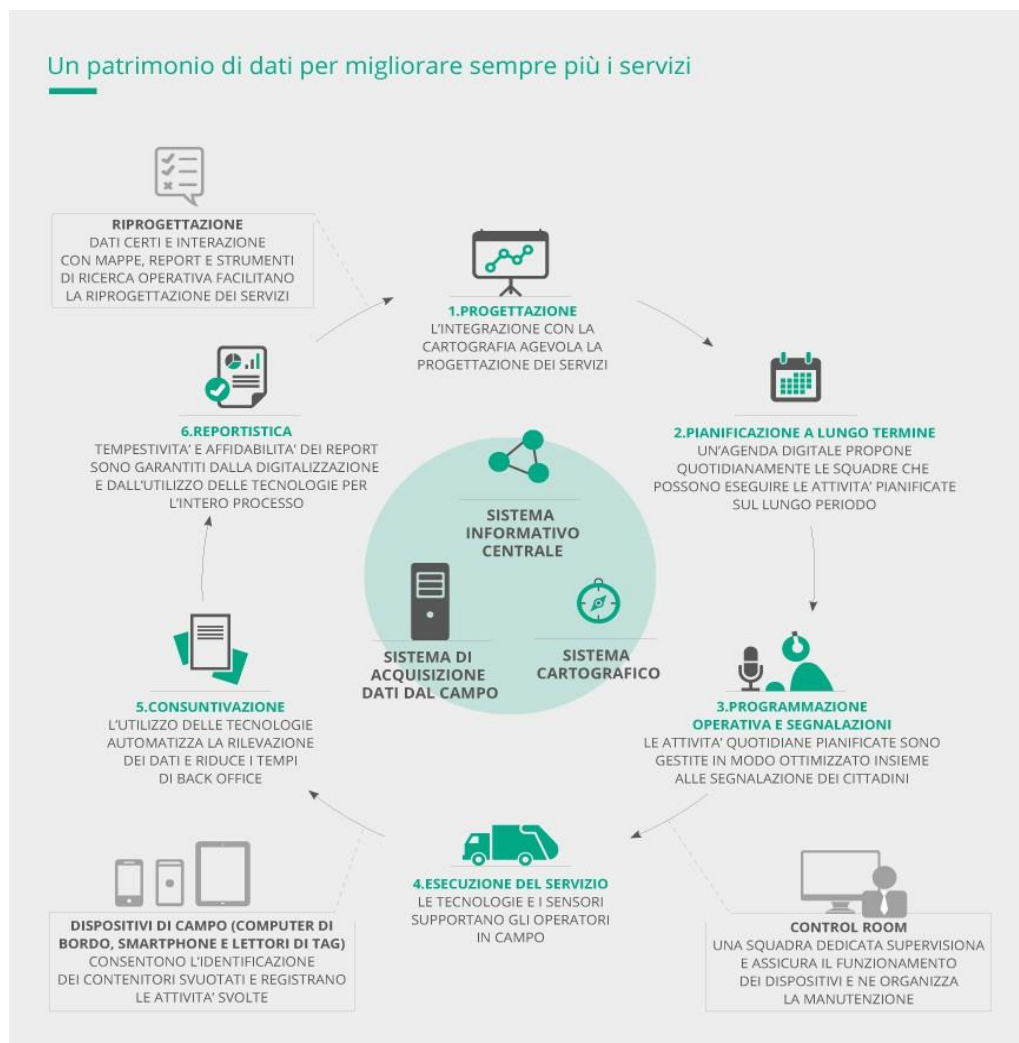 Un patrimonio di dati per migliorare sempre più i servizi
RIPROGETTAZIONE
DATI CERTI E INTERAZIONE
CON MAPPE, REPORT E STRUMENTI
DI RICERCA OPERATIVA FACILITANO
LA RIPROGETTAZIONE DEI SERVIZI
1.PROGETTAZIONE
L'INTEGRAZIONE CON LA
CARTOGRAFIA AGEVOLA LA
PROGETTAZIONE DEI SERVIZI
2.PIANIFICAZIONE A LUNGO TERMINE
UN'AGENDA DIGITALE PROPONE
QUOTIDIANAMENTE LE SQUADRE CHE
POSSONO ESEGUIRE LE ATTIVITA' PIANIFICATE
SUL LUNGO PERIODO
6.REPORTISTICA
TEMPESTIVITA' E AFFIDABILITA' DEI REPORT
SONO GARANTITI DALLA DIGITALIZZAZIONE
E DALL'UTILIZZO DELLE TECNOLOGIE PER
L'INTERO PROCESSO
SISTEMA
INFORMATIVO
CENTRALE
SISTEMA DI
ACQUISIZIONE
DATI DAL CAMPO
SISTEMA
CARTOGRAFICO
5.CONSUNTIVAZIONE
L'UTILIZZO DELLE TECNOLOGIE
AUTOMATIZZA LA RILEVAZIONE
DEI DATI E RIDUCE I TEMPI
DI BACK OFFICE
3.PROGRAMMAZIONE
OPERATIVA E SEGNALAZIONI
LE ATTIVITA' QUOTIDIANE PIANIFICATE SONO
GESTITE IN MODO OTTIMIZZATO INSIEME
ALLE SEGNALAZIONE DEI CITTADINI
4.ESECUZIONE DEL SERVIZIO
LE TECNOLOGIE E I SENSORI
SUPPORTANO GLI OPERATORI
IN CAMPO
DISPOSITIVI DI CAMPO (COMPUTER DI
BORDO, SMARTPHONE E LETTORI DI TAG)
CONSENTONO L'IDENTIFICAZIONE
DEI CONTENITORI SVUOTATI E REGISTRANO
LE ATTIVITA' SVOLTE
CONTROL ROOM
UNA SQUADRA DEDICATA SUPERVISIONA
E ASSICURA IL FUNZIONAMENTO
DEI DISPOSITIVI E NE ORGANIZZA
LA MANUTENZIONE